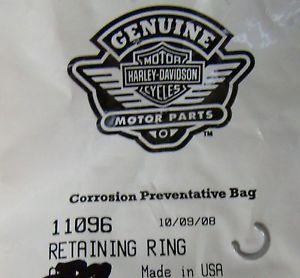 GENUINE
MOTOR
HARLEY-DAVIDSON
CYCLES
MOTOR PARTS
TM
Corrosion Preventative Bag
11096 10/09/08
RETAINING RING
Made in USA